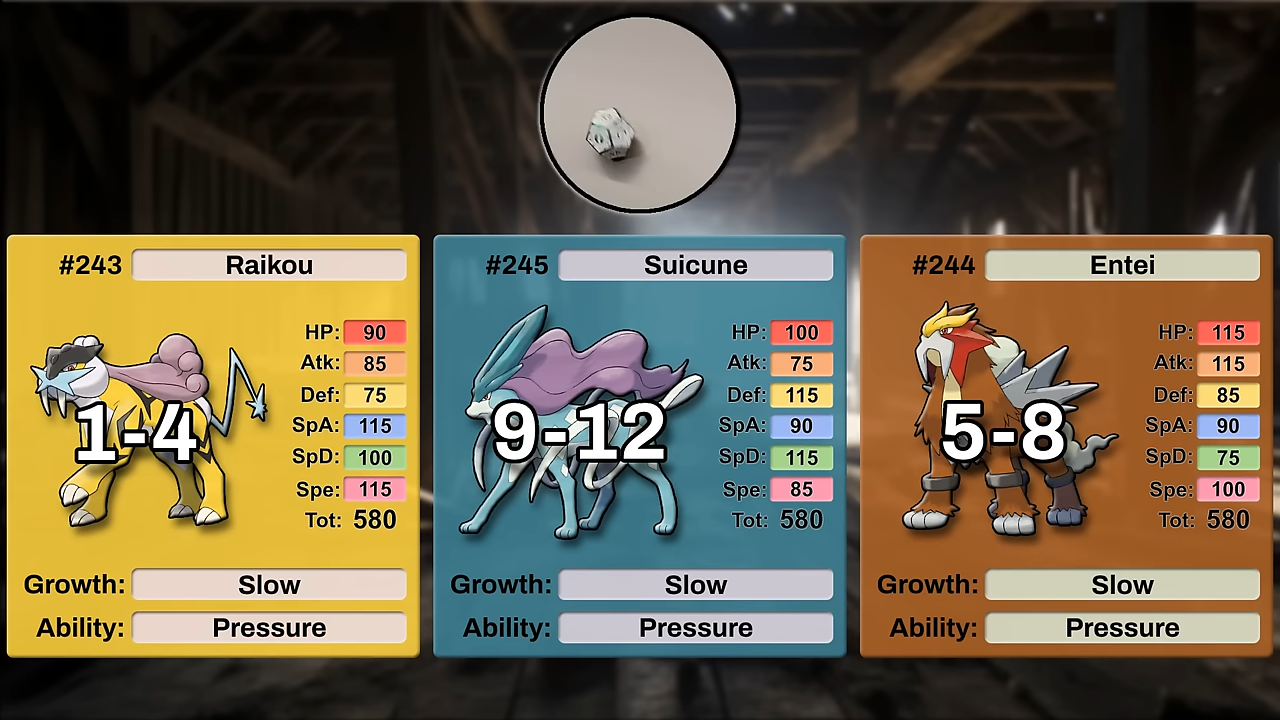 #243 Raikou
HP: 90
Atk: 85
Def: 75
SpA: 115
SpD: 100
Spe: 115
Tot: 580
1-4
Growth: Slow
Ability: Pressure
#245 Suicune
HP: 100
Atk: 75
Def: 115
SpA: 90
SpD: 115
Spe: 85
Tot: 580
9-12
Growth: Slow
Ability: Pressure
#244 Entei
HP: 115
Atk: 115
Def: 85
SpA: 90
SpD: 75
Spe: 100
Tot: 580
5-8
Growth: Slow
Ability: Pressure